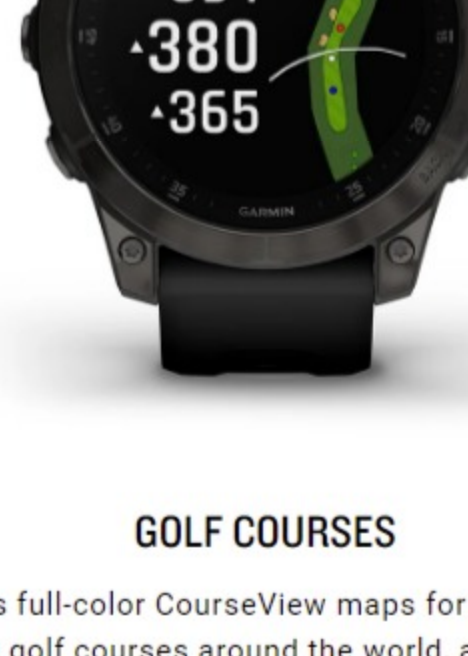 ▲380
▲365
GARMIN
GOLF COURSES
full-color CourseView maps for
golf courses around the world,